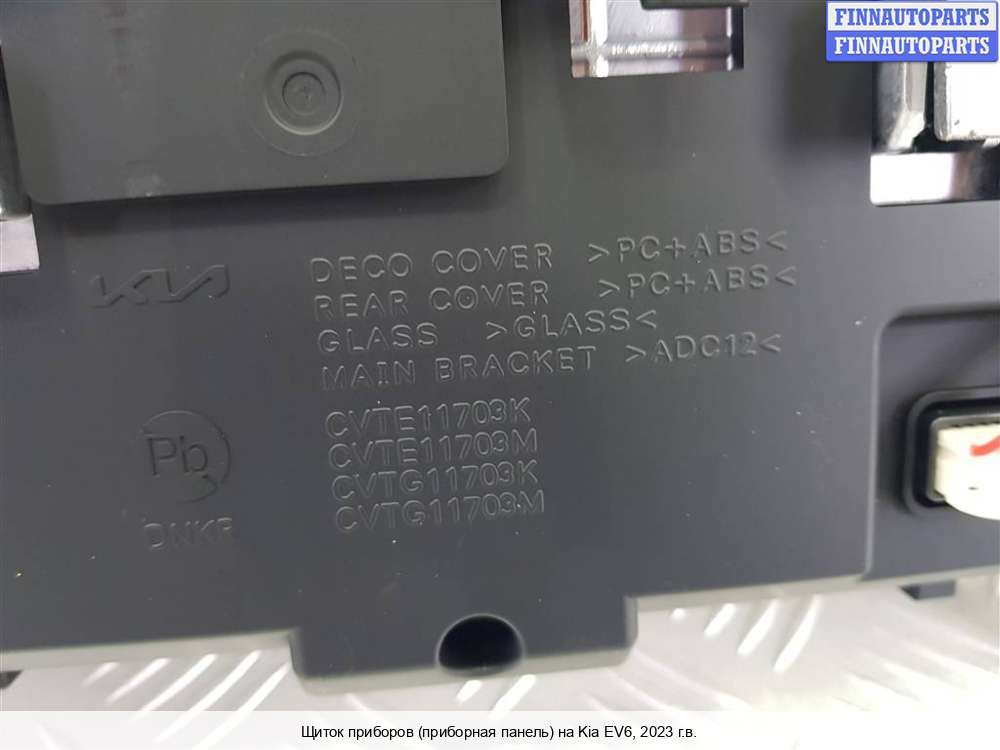 FINNAUTOPARTS
FINNAUTOPARTS
KIA
DECO COVER >PC+ABS<
REAR COVER >PC+ABS<
GLASS >GLASS<
MAIN BRACKET >ADC12<
CVTE11703K
CVTE11703M
CVTG11703K
CVTG11703M
Pb
DNKR
Щиток приборов (приборная панель) на Kia EV6, 2023 г.в.